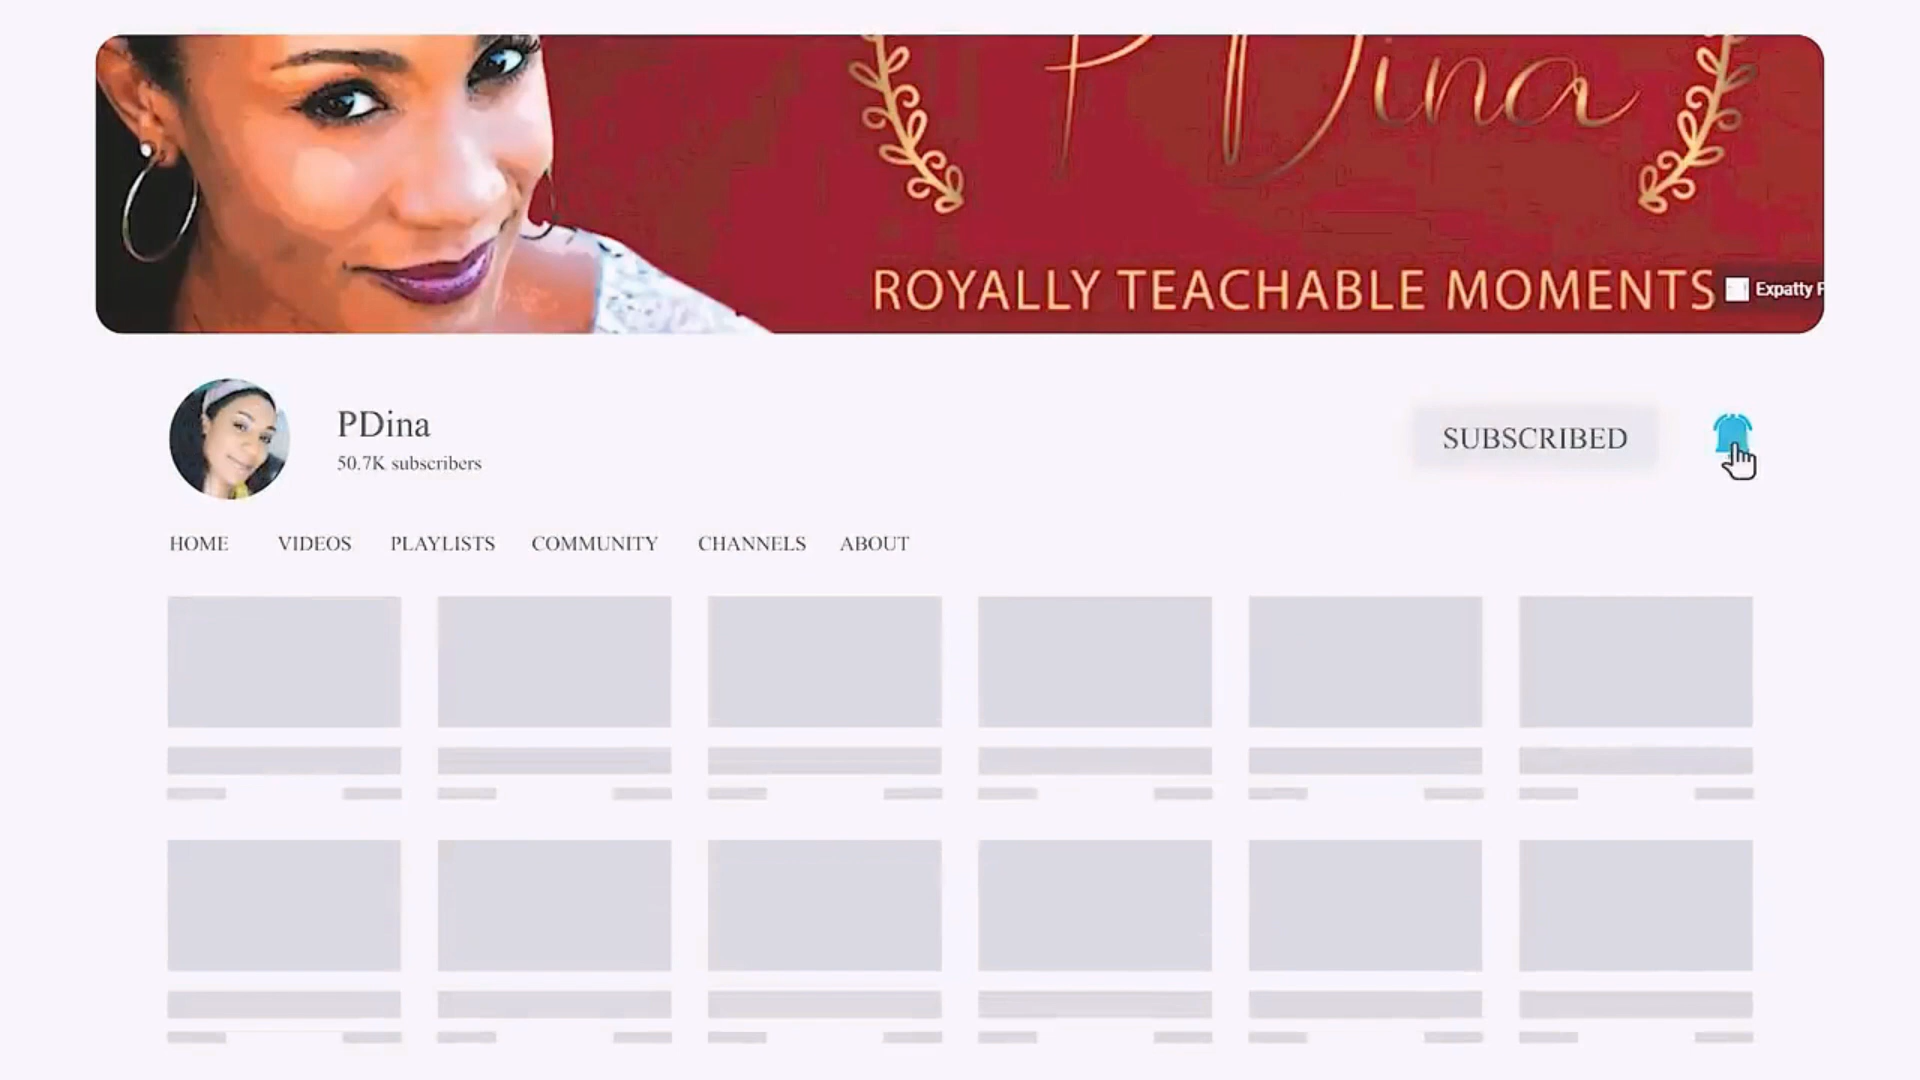 PDina
ROYALLY TEACHABLE MOMENTS
Expatty
PDina
50.7K subscribers
SUBSCRIBED
HOME VIDEOS PLAYLISTS COMMUNITY CHANNELS ABOUT